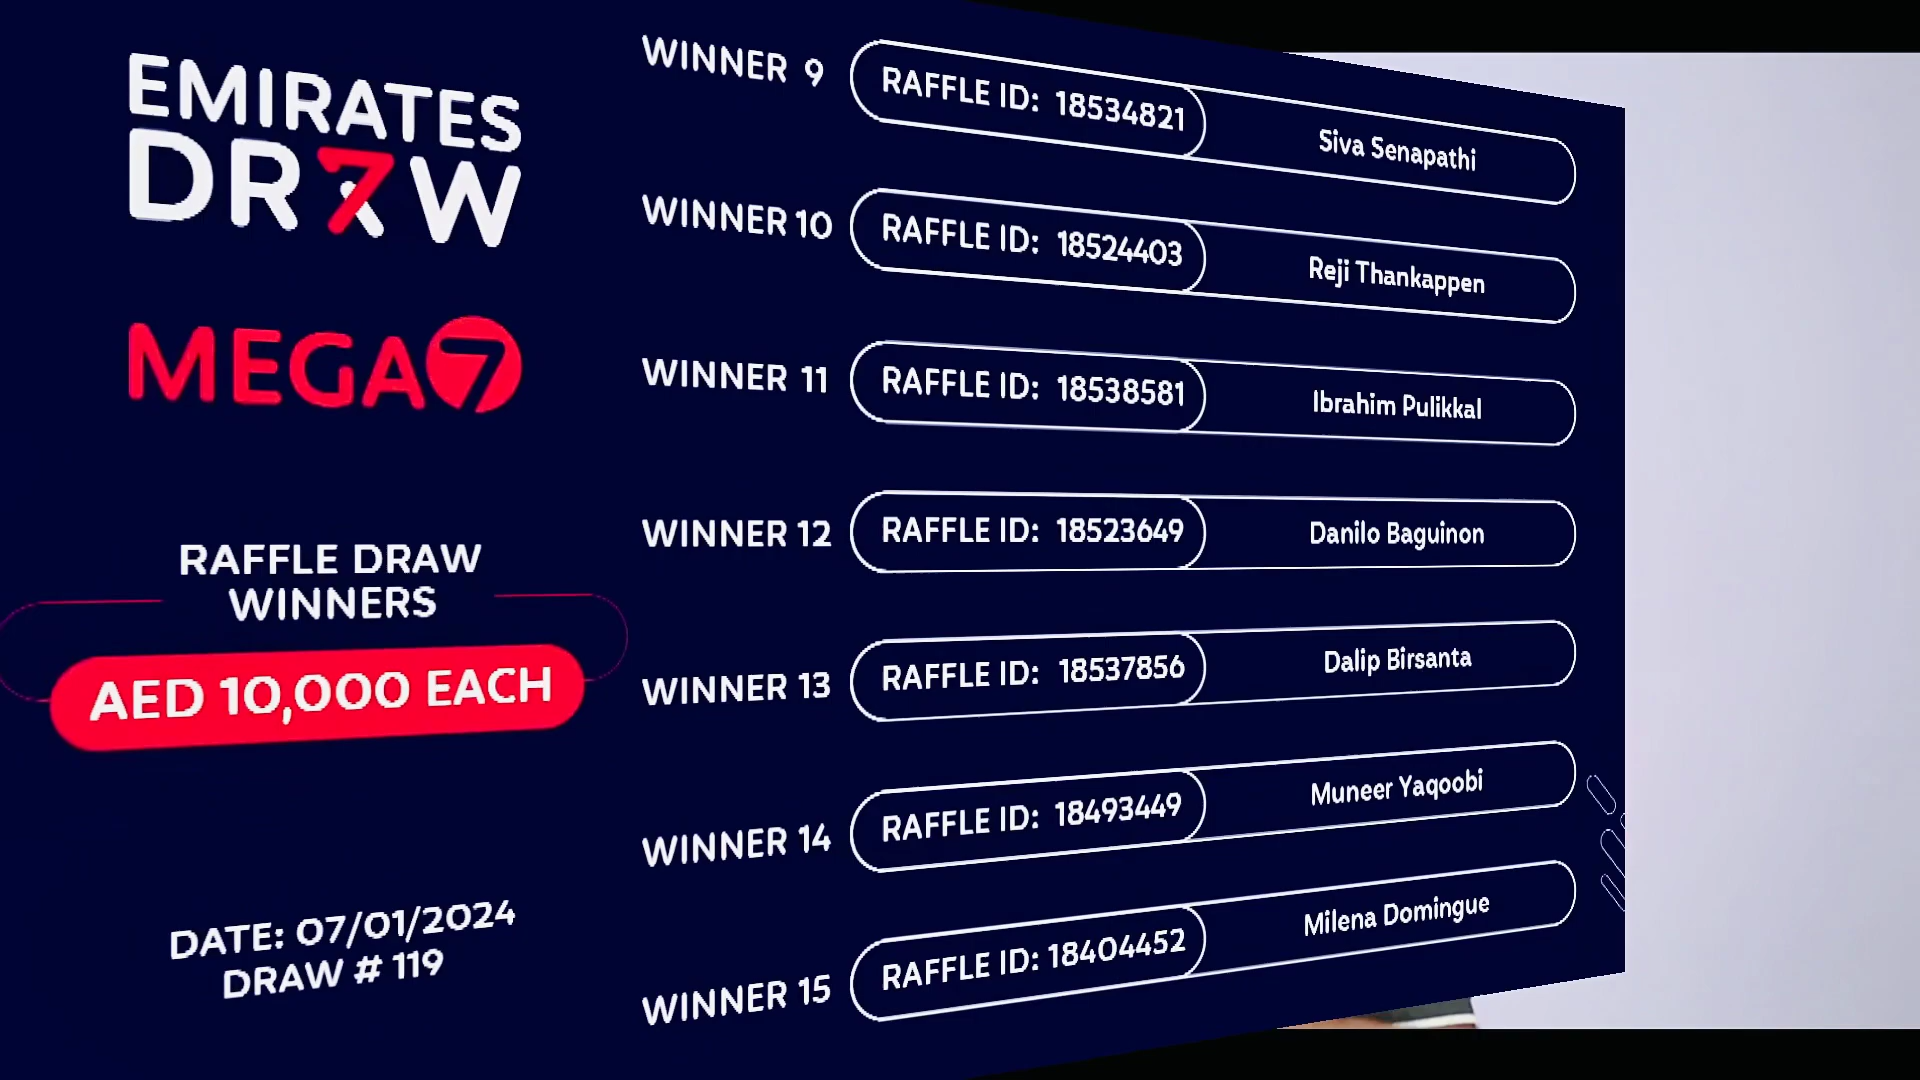 EMIRATES
DRAW
MEGA7
RAFFLE DRAW
WINNERS
AED 10,000 EACH
DATE: 07/01/2024
DRAW # 119
WINNER 9 RAFFLE ID: 18534821 Siva Senapathi
WINNER 10 RAFFLE ID: 18524403 Reji Thankappen
WINNER 11 RAFFLE ID: 18538581 Ibrahim Pulikkal
WINNER 12 RAFFLE ID: 18523649 Danilo Baguinon
WINNER 13 RAFFLE ID: 18537856 Dalip Birsanta
WINNER 14 RAFFLE ID: 18493449 Muneer Yaqoobi
WINNER 15 RAFFLE ID: 18404452 Milena Domingue